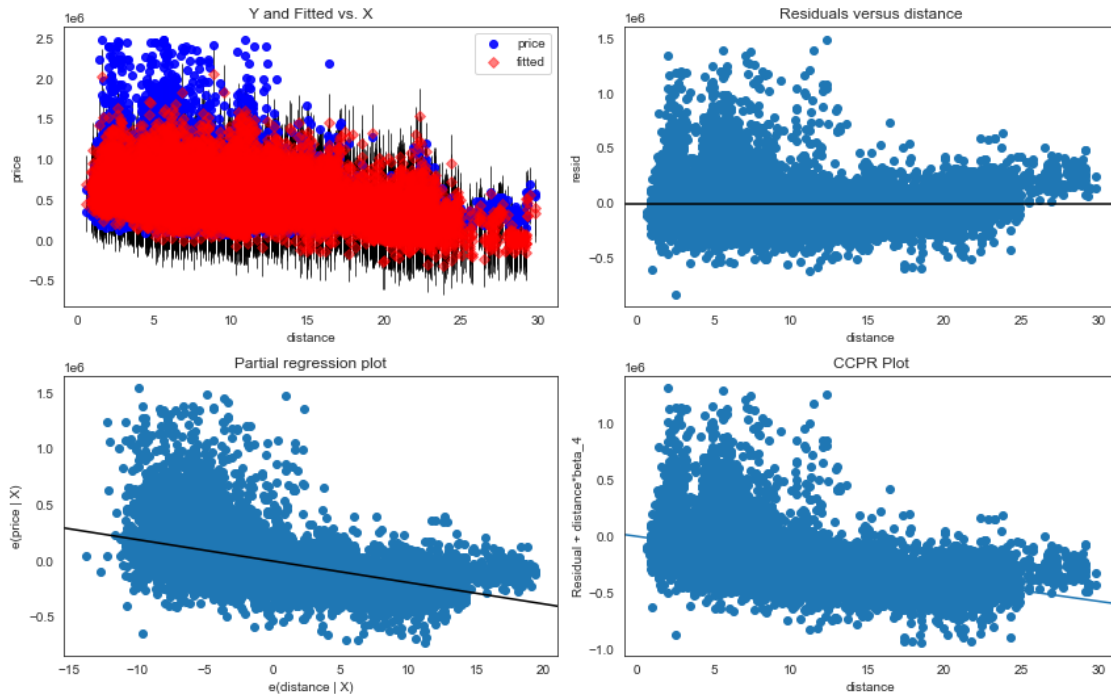 Y and Fitted vs. X
1e6
price
fitted
2.5
2.0
1.5
1.0
0.5
0.0
−0.5
price
0 5 10 15 20 25 30
distance
Residuals versus distance
1e6
1.5
1.0
0.5
0.0
−0.5
resid
0 5 10 15 20 25 30
distance
Partial regression plot
1e6
1.5
1.0
0.5
0.0
−0.5
e(price | X)
−15 −10 −5 0 5 10 15 20
e(distance | X)
CCPR Plot
1e6
1.0
0.5
0.0
−0.5
−1.0
Residual + distance*beta_4
0 5 10 15 20 25 30
distance